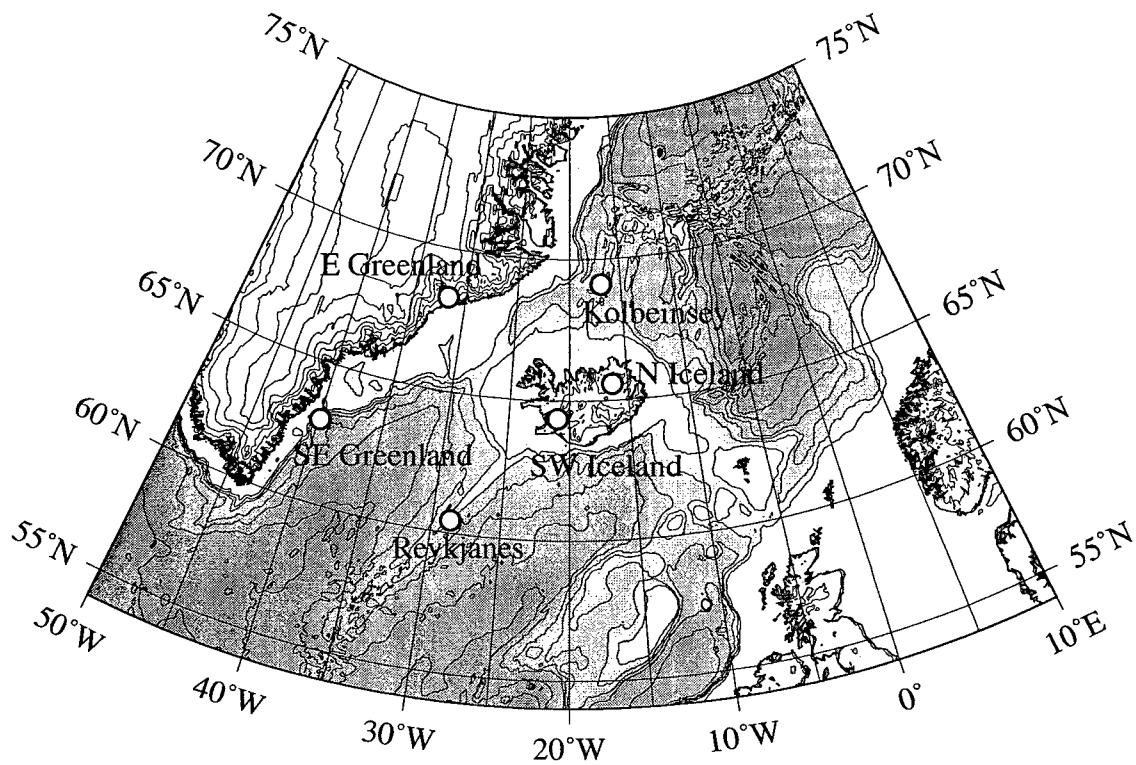 75°N
75°N
70°N
70°N
E Greenland
65°N
65°N
Kolbeinsey
N Iceland
60°N
60°N
SE Greenland
SW Iceland
Reykjanes
55°N
55°N
50°W
40°W
30°W
20°W
10°W
0°
10°E